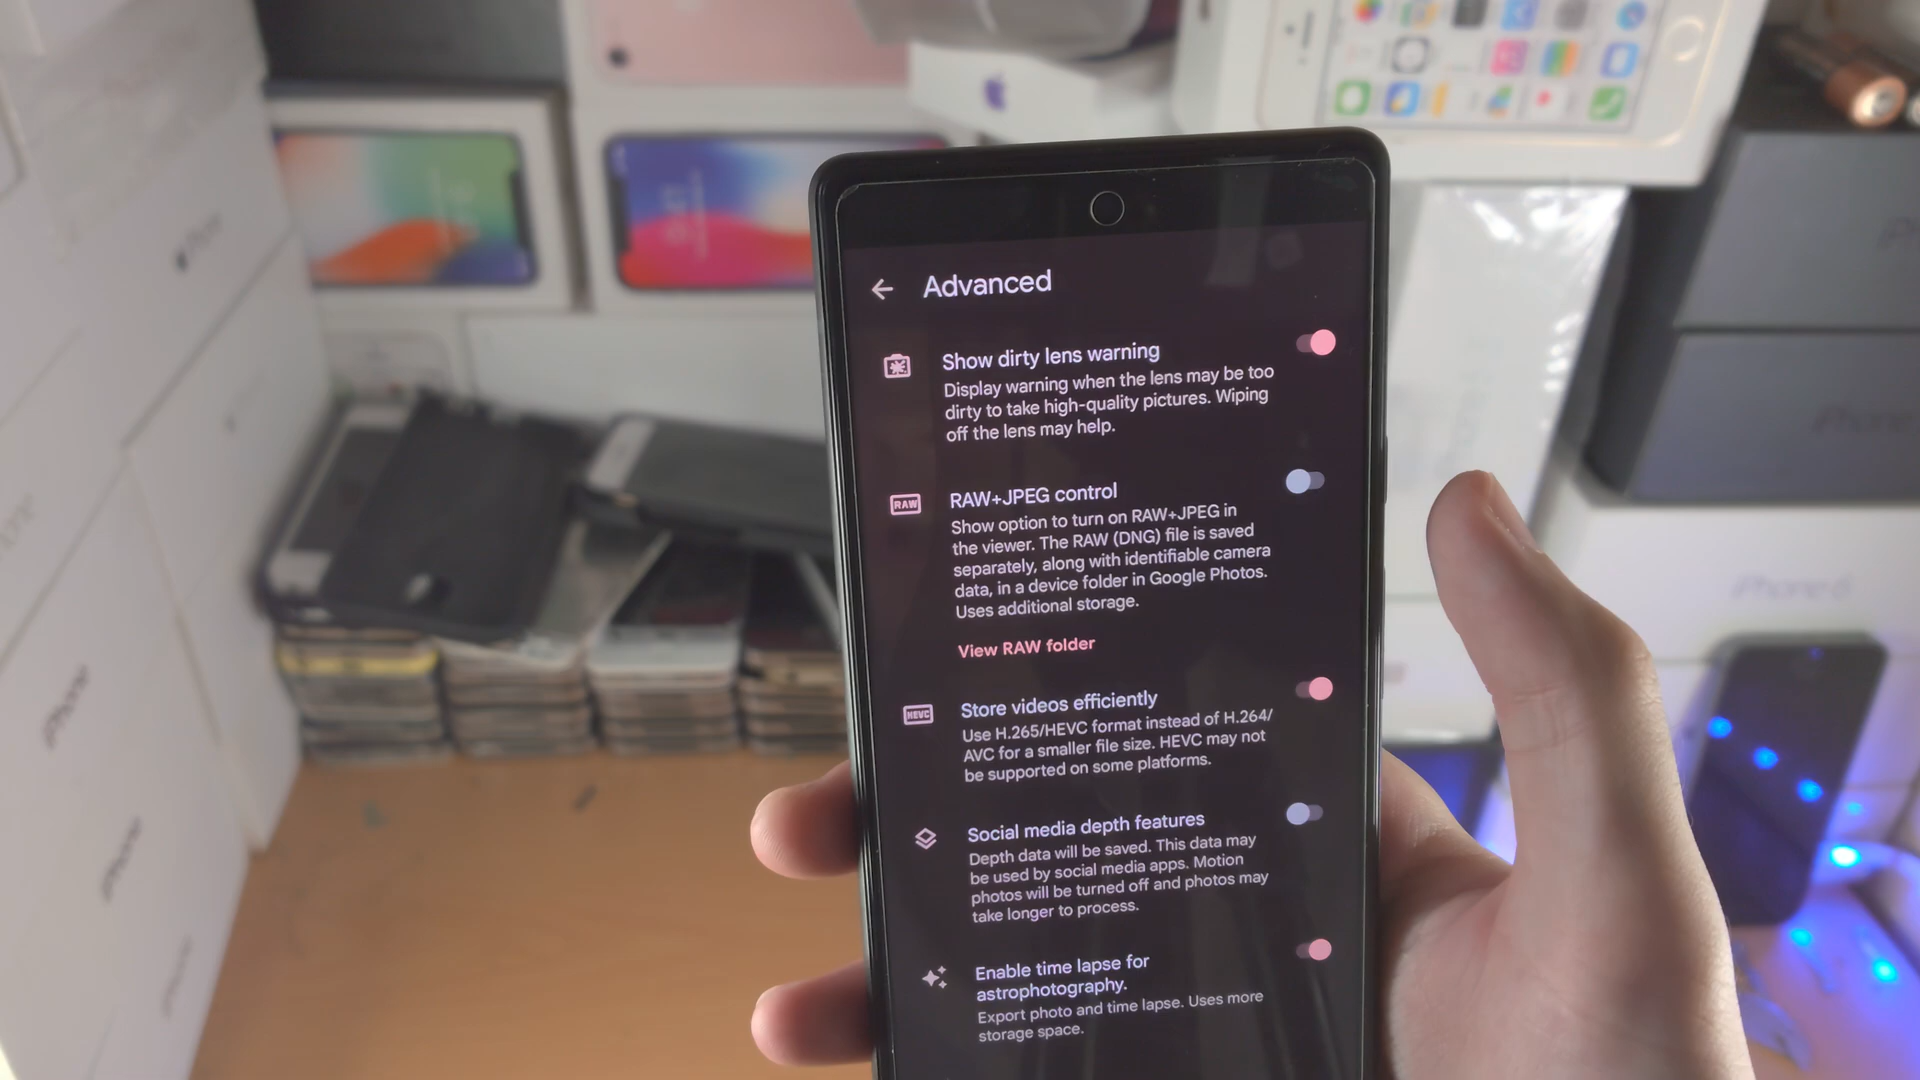 Advanced
Show dirty lens warning
Display warning when the lens may be too
dirty to take high-quality pictures. Wiping
off the lens may help.
RAW
RAW+JPEG control
Show option to turn on RAW+JPEG in
the viewer. The RAW (DNG) file is saved
separately, along with identifiable camera
data, in a device folder in Google Photos.
Uses additional storage.
View RAW folder
HEVC
Store videos efficiently
Use H.265/HEVC format instead of H.264/
AVC for a smaller file size. HEVC may not
be supported on some platforms.
Social media depth features
Depth data will be saved. This data may
be used by social media apps. Motion
photos will be turned off and photos may
take longer to process.
Enable time lapse for
astrophotography.
Export photo and time lapse. Uses more
storage space.
iPhone
iPhone
iPhone